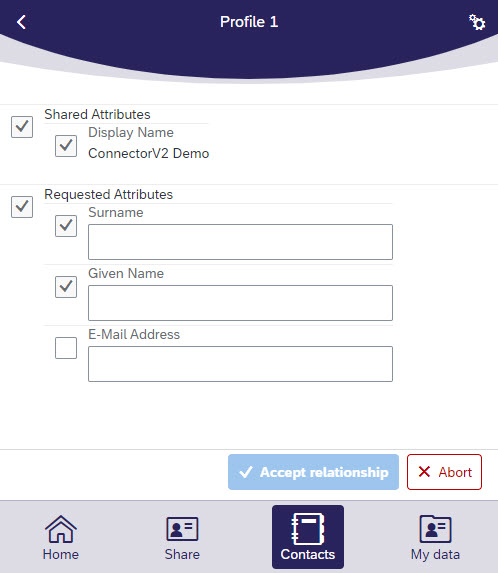 Profile 1
Shared Attributes
Display Name
ConnectorV2 Demo
Requested Attributes
Surname
Given Name
E-Mail Address
Accept relationship
Abort
Home
Share
Contacts
My data